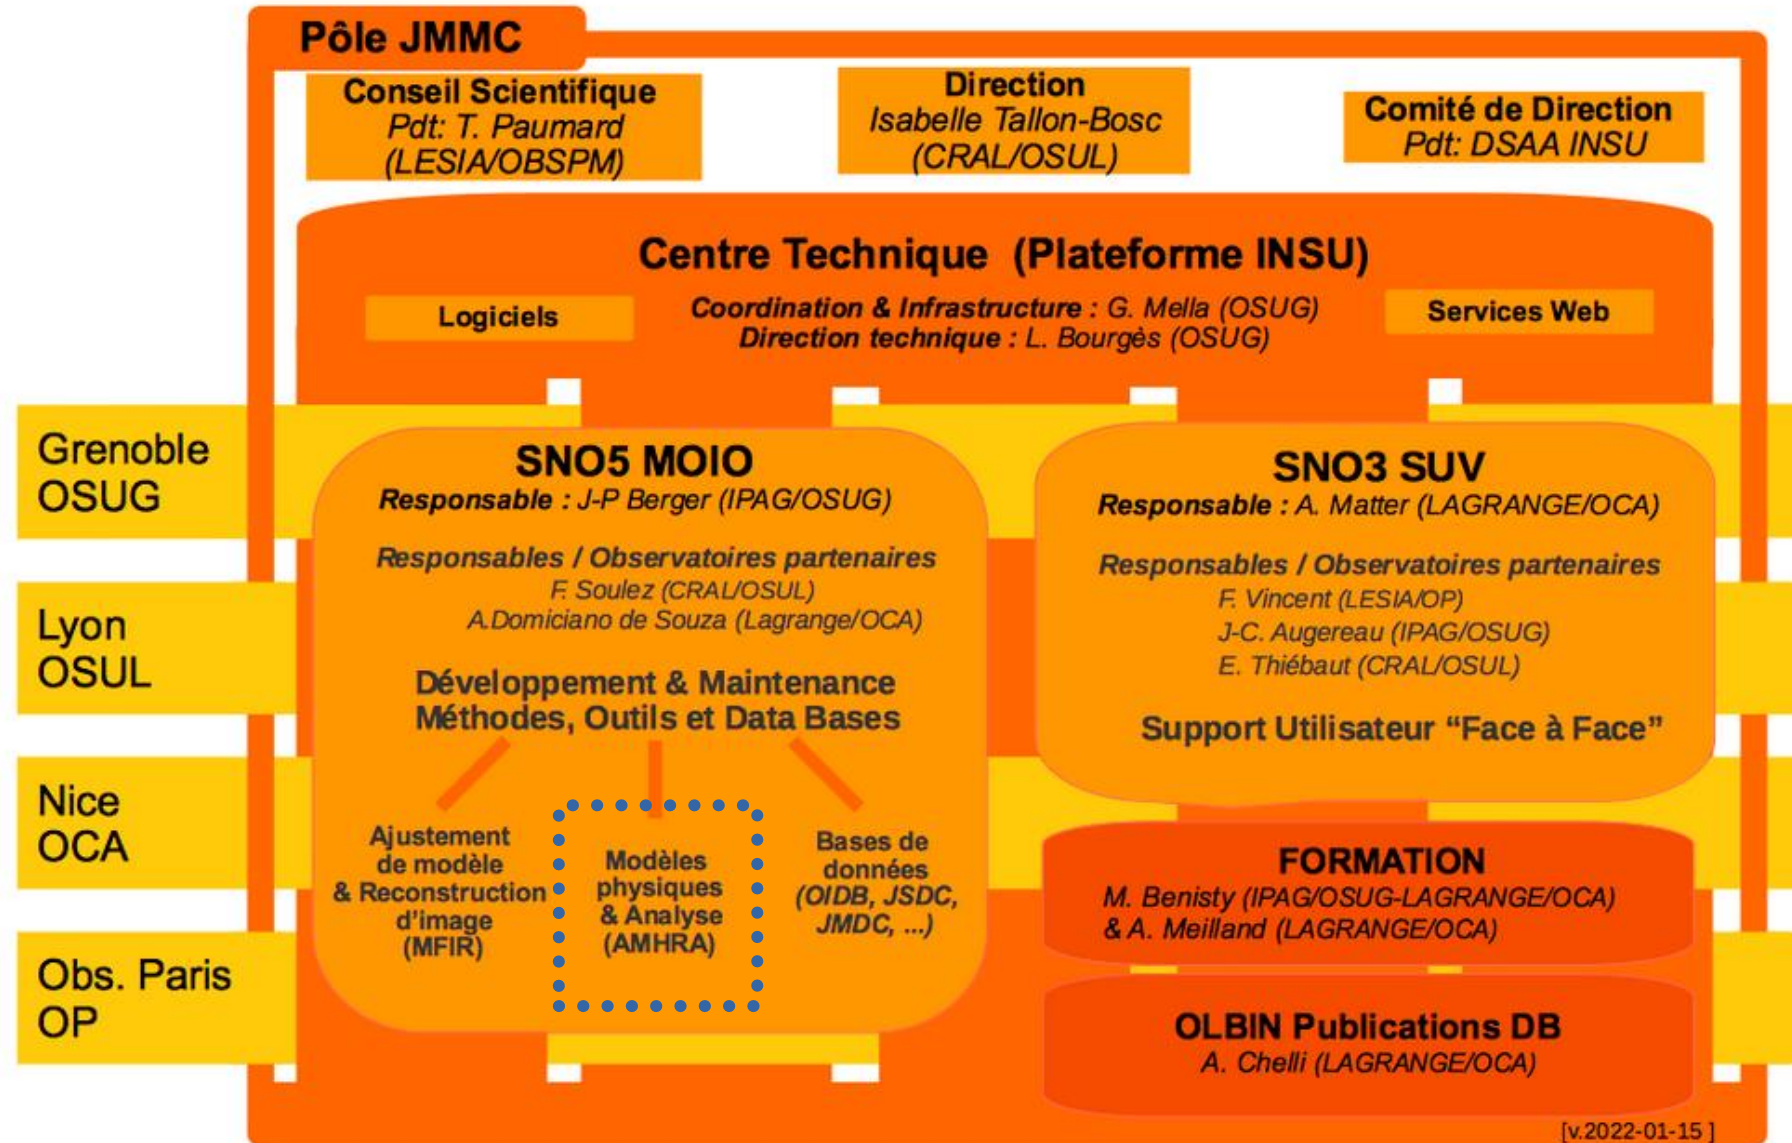 Pôle JMMC
Conseil Scientifique
Pdt: T. Paumard
(LESIA/OBSPM)
Direction
Isabelle Tallon-Bosc
(CRAL/OSUL)
Comité de Direction
Pdt: DSAA INSU
Centre Technique (Plateforme INSU)
Logiciels
Coordination & Infrastructure : G. Mella (OSUG)
Direction technique : L. Bourgès (OSUG)
Services Web
Grenoble
OSUG
Lyon
OSUL
Nice
OCA
Obs. Paris
OP
SNO5 MOIO
Responsable : J-P Berger (IPAG/OSUG)
Responsables / Observatoires partenaires
F. Soulez (CRAL/OSUL)
A.Domiciano de Souza (Lagrange/OCA)
Développement & Maintenance
Méthodes, Outils et Data Bases
Ajustement
de modèle
& Reconstruction
d'image
(MFIR)
Modèles
physiques
& Analyse
(AMHRA)
Bases de
données
(OIDB, JSDC,
JMDC, ...)
SNO3 SUV
Responsable : A. Matter (LAGRANGE/OCA)
Responsables / Observatoires partenaires
F. Vincent (LESIA/OP)
J-C. Augereau (IPAG/OSUG)
E. Thiébaut (CRAL/OSUL)
Support Utilisateur “Face à Face”
FORMATION
M. Benisty (IPAG/OSUG-LAGRANGE/OCA)
& A. Meilland (LAGRANGE/OCA)
OLBIN Publications DB
A. Chelli (LAGRANGE/OCA)
[v.2022-01-15 ]